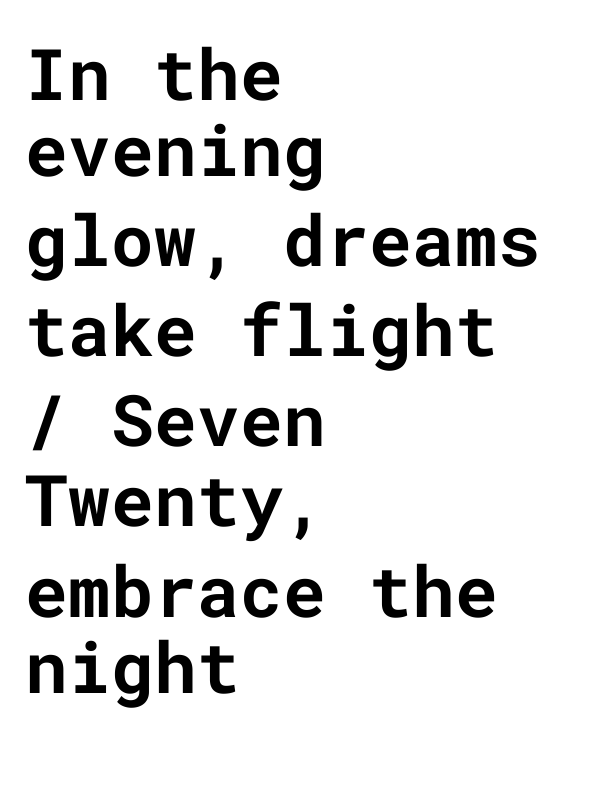 In the
evening
glow, dreams
take flight
/ Seven
Twenty,
embrace the
night